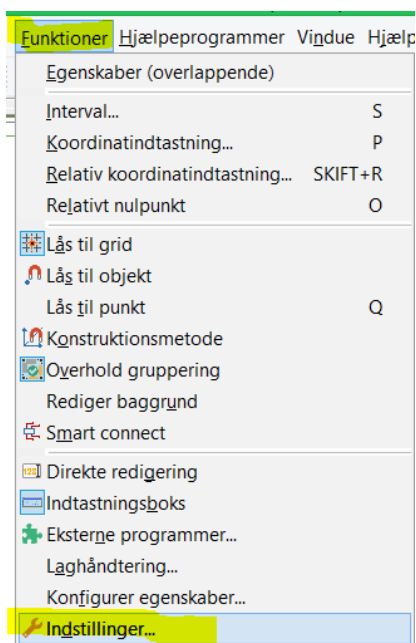 Funktioner Hjælpeprogrammer Vindue Hjælp
Egenskaber (overlappende)
Interval... S
Koordinatindtastning... P
Relativ koordinatindtastning... SKIFT+R
Relativt nulpunkt O
Lås til grid
Lås til objekt
Lås til punkt Q
Konstruktionsmetode
Overhold gruppering
Rediger baggrund
Smart connect
Direkte redigering
Indtastningsboks
Eksterne programmer...
Laghåndtering...
Konfigurer egenskaber...
Indstillinger...